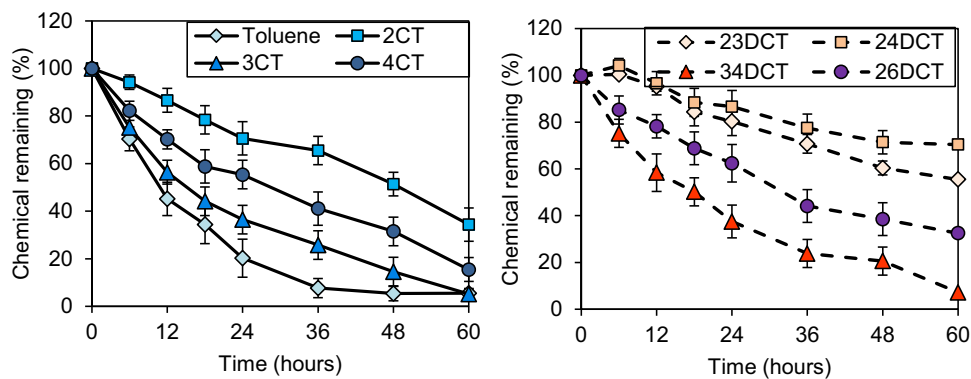 Chemical remaining (%)
120
100
80
60
40
20
0
Toluene 2CT
3CT 4CT
0 12 24 36 48 60
Time (hours)
Chemical remaining (%)
120
100
80
60
40
20
0
23DCT 24DCT
34DCT 26DCT
0 12 24 36 48 60
Time (hours)